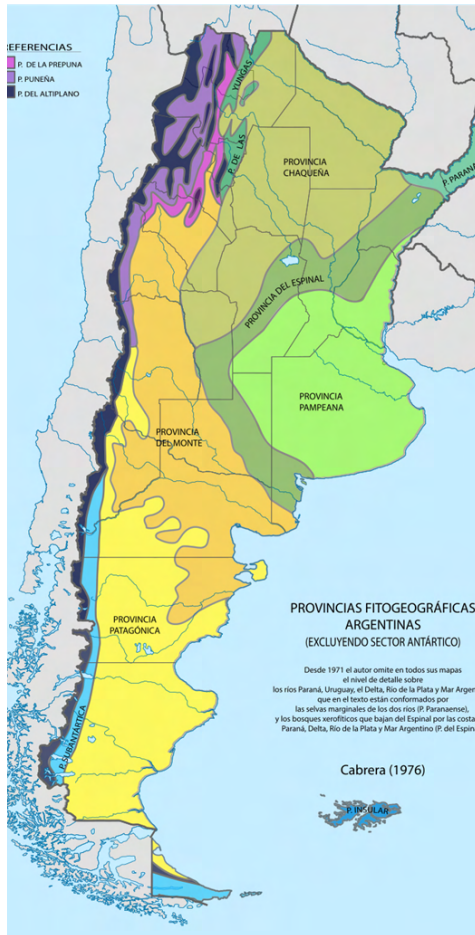 REFERENCIAS
P. DE LA PREPUNA
P. PUNEÑA
P. DEL ALTIPLANO
YUNGAS
P. DE LAS
PROVINCIA
CHAQUEÑA
P. PARANA
PROVINCIA DEL ESPINAL
PROVINCIA
PAMPEANA
PROVINCIA
DEL MONTE
PROVINCIA
PATAGÓNICA
P. SUBANTÁRTICA
PROVINCIAS FITOGEOGRÁFICAS
ARGENTINAS
(EXCLUYENDO SECTOR ANTÁRTICO)
Desde 1971 el autor omite en todos sus mapas
el nivel de detalle sobre
los ríos Paraná, Uruguay, el Delta, Río de la Plata y Mar Argen
que en el texto están conformados por
las selvas marginales de los dos ríos (P. Paranaense),
y los bosques xerofíticos que bajan del Espinal por las costa
Paraná, Delta, Río de la Plata y Mar Argentino (P. del Espin
Cabrera (1976)
P. INSULAR